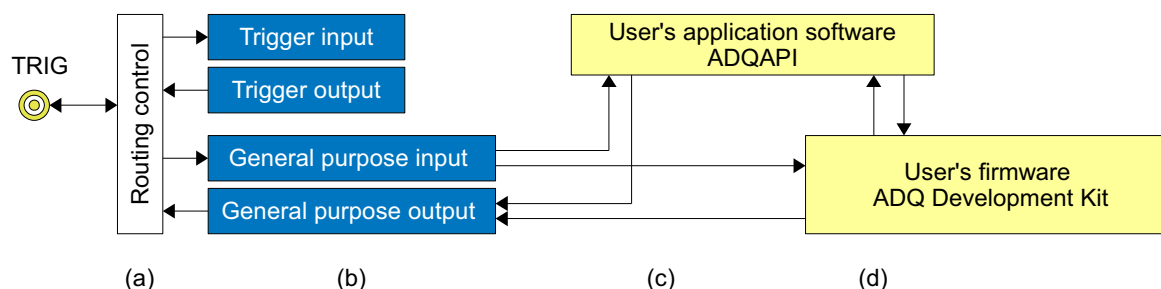 TRIG
Routing control
Trigger input
Trigger output
General purpose input
General purpose output
User's application software
ADQAPI
User's firmware
ADQ Development Kit
(a)
(b)
(c)
(d)